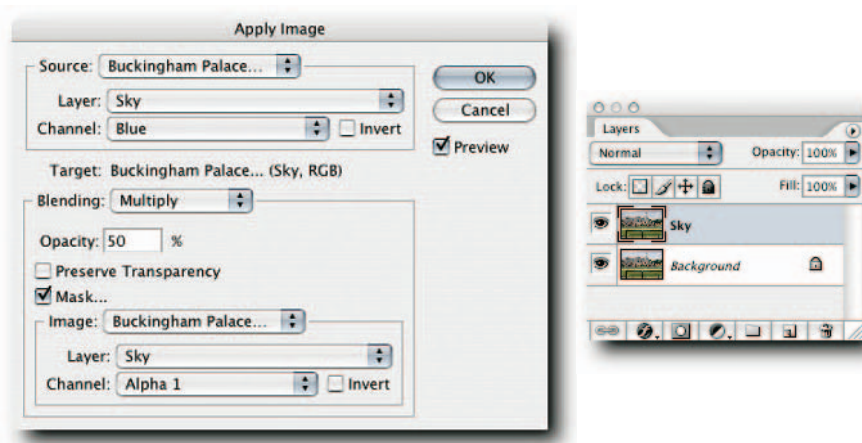 Apply Image
Source: Buckingham Palace...
OK
Layer: Sky
Cancel
Channel: Blue
Invert
Preview
Target: Buckingham Palace... (Sky, RGB)
Blending: Multiply
Opacity: 50 %
Preserve Transparency
Mask...
Image: Buckingham Palace...
Layer: Sky
Channel: Alpha 1
Invert
Layers
Normal
Opacity: 100%
Lock:
Fill: 100%
Sky
Background